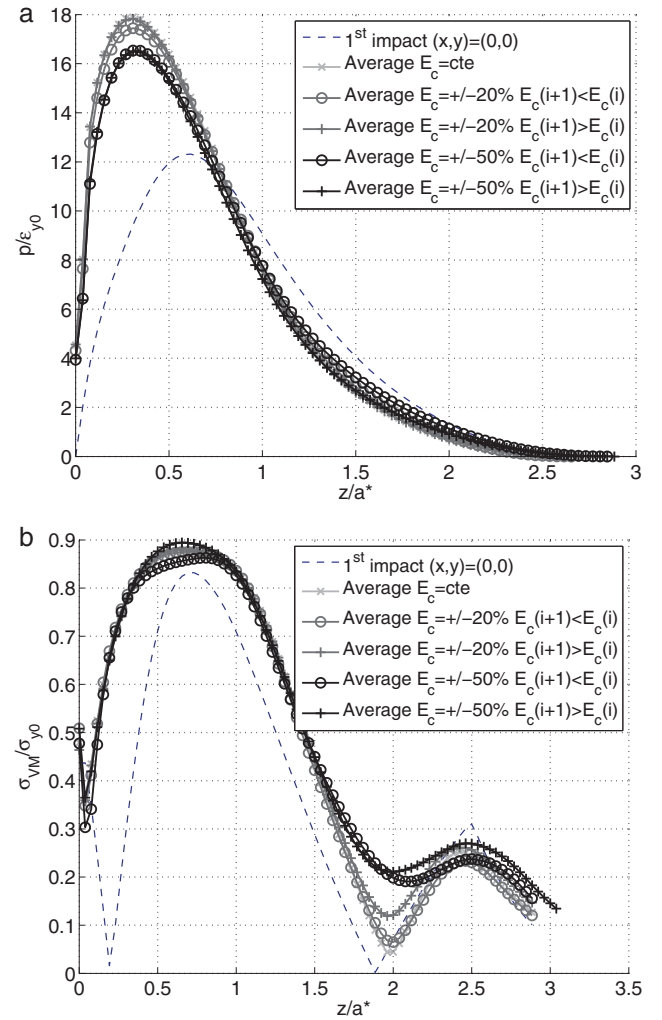 a
18
16
14
12
10
8
6
4
2
0
p/ε_y0
0 0.5 1 1.5 2 2.5 3
z/a*
1st impact (x,y)=(0,0)
Average E_c=cte
Average E_c=+/−20% E_c(i+1)<E_c(i)
Average E_c=+/−20% E_c(i+1)>E_c(i)
Average E_c=+/−50% E_c(i+1)<E_c(i)
Average E_c=+/−50% E_c(i+1)>E_c(i)
b
0.9
0.8
0.7
0.6
0.5
0.4
0.3
0.2
0.1
0
σ_VM/σ_y0
0 0.5 1 1.5 2 2.5 3 3.5
z/a*
1st impact (x,y)=(0,0)
Average E_c=cte
Average E_c=+/−20% E_c(i+1)<E_c(i)
Average E_c=+/−20% E_c(i+1)>E_c(i)
Average E_c=+/−50% E_c(i+1)<E_c(i)
Average E_c=+/−50% E_c(i+1)>E_c(i)